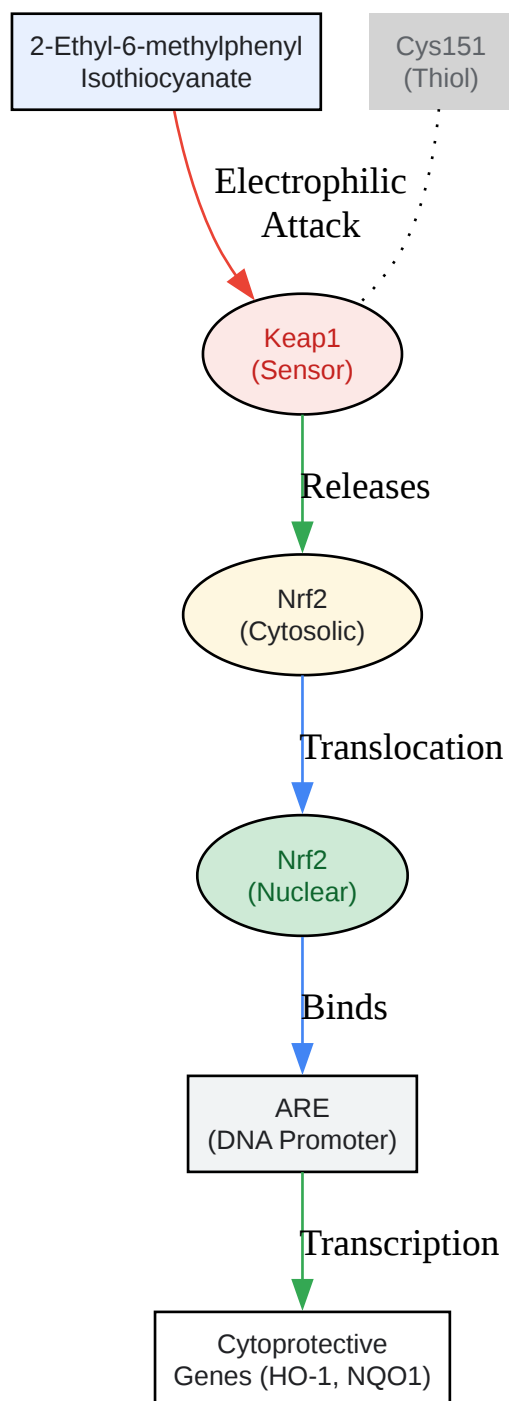 2-Ethyl-6-methylphenyl
Isothiocyanate
Cys151
(Thiol)
Electrophilic
Attack
Keap1
(Sensor)
Releases
Nrf2
(Cytosolic)
Translocation
Nrf2
(Nuclear)
Binds
ARE
(DNA Promoter)
Transcription
Cytoprotective
Genes (HO-1, NQO1)